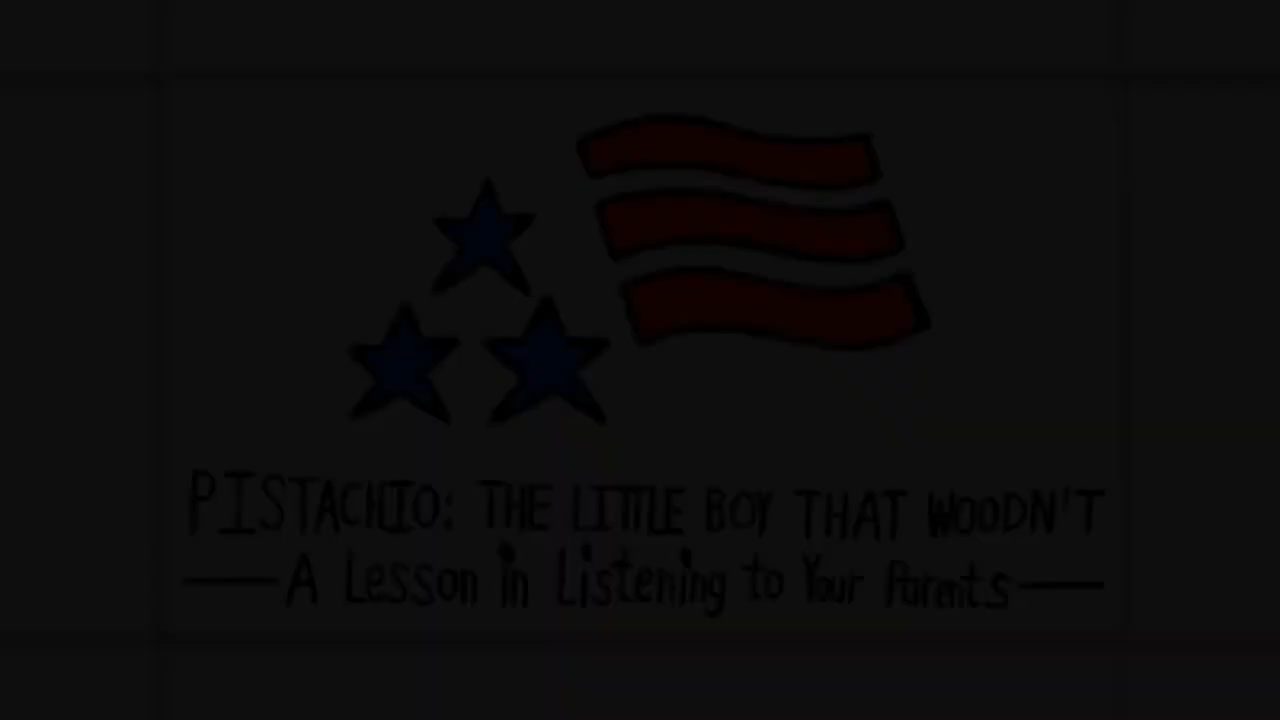 PISTACHIO: THE LITTLE BOY THAT WOODN'T
— A Lesson in Listening to Your Parents —